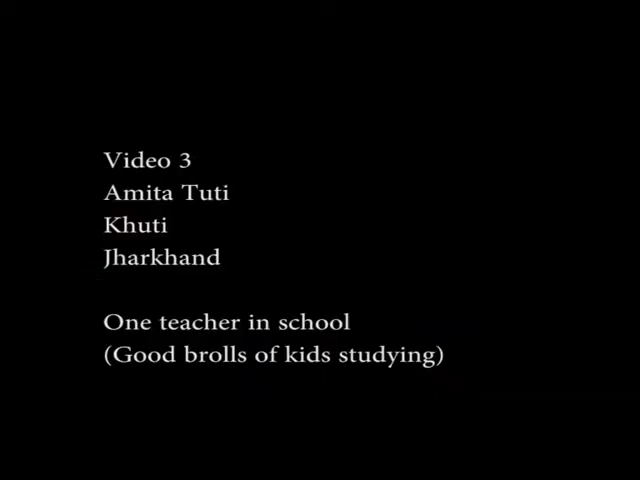 Video 3
Amita Tuti
Khuti
Jharkhand
One teacher in school
(Good brolls of kids studying)